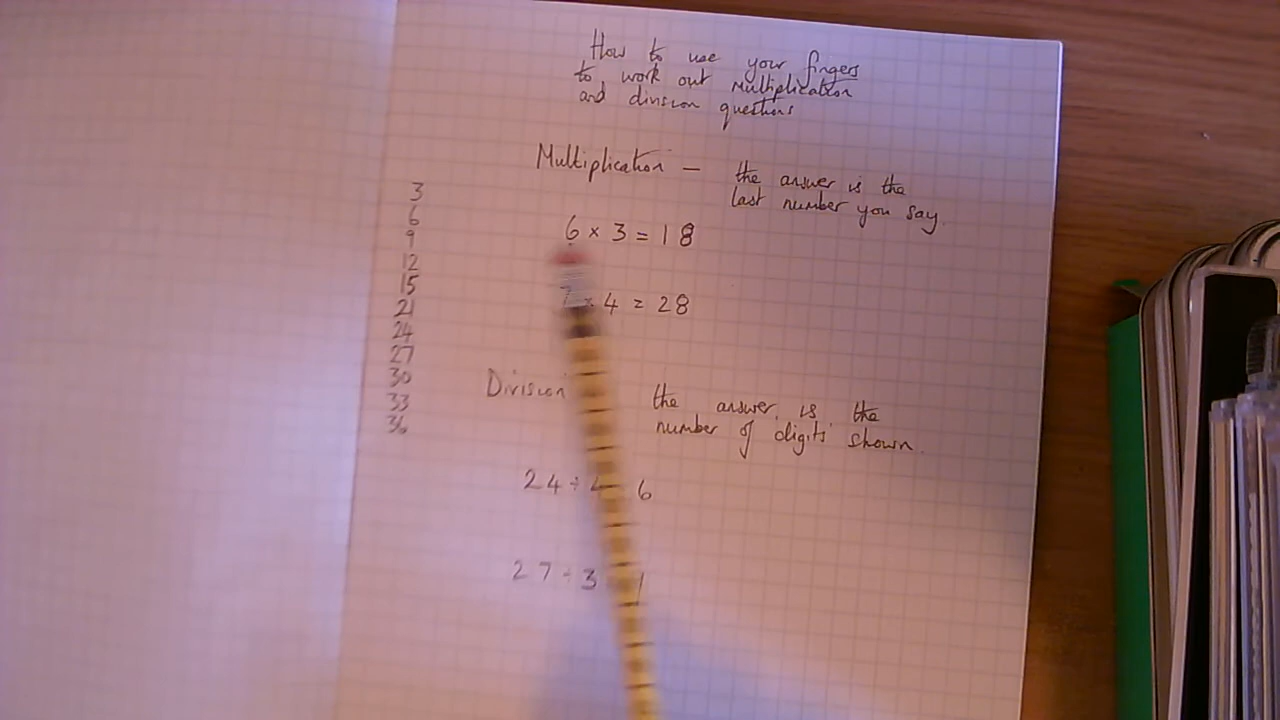 How to use your fingers
to work out Multiplication
and division questions
Multiplication – the answer is the
last number you say.
6 × 3 = 18
7 × 4 = 28
3
6
9
12
15
21
24
27
30
33
36
Division the answer is the
number of digits shown.
24 ÷ 6
27 ÷ 3